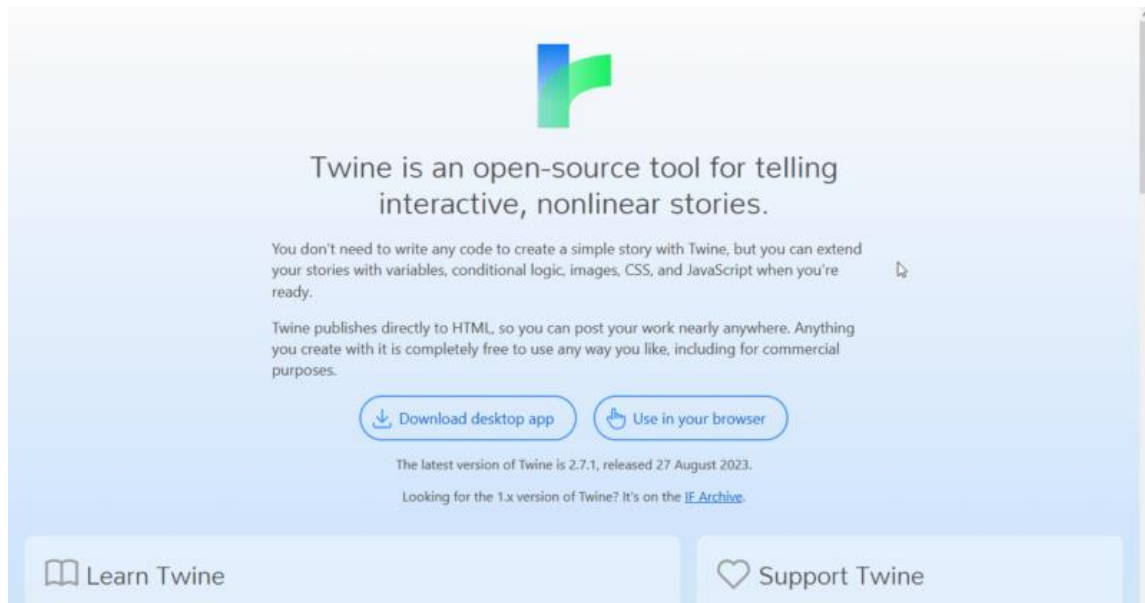 Twine is an open-source tool for telling
interactive, nonlinear stories.
You don't need to write any code to create a simple story with Twine, but you can extend
your stories with variables, conditional logic, images, CSS, and JavaScript when you're
ready.
Twine publishes directly to HTML, so you can post your work nearly anywhere. Anything
you create with it is completely free to use any way you like, including for commercial
purposes.
Download desktop app
Use in your browser
The latest version of Twine is 2.7.1, released 27 August 2023.
Looking for the 1.x version of Twine? It's on the IF Archive.
Learn Twine
Support Twine